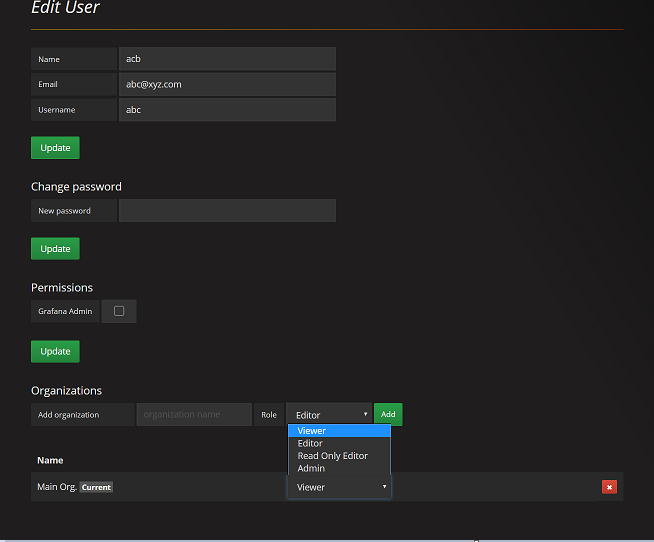 Edit User
Name acb
Email abc@xyz.com
Username abc
Update
Change password
New password
Update
Permissions
Grafana Admin
Update
Organizations
Add organization organization name Role Editor Add
Viewer
Editor
Read Only Editor
Admin
Name
Main Org. Current Viewer